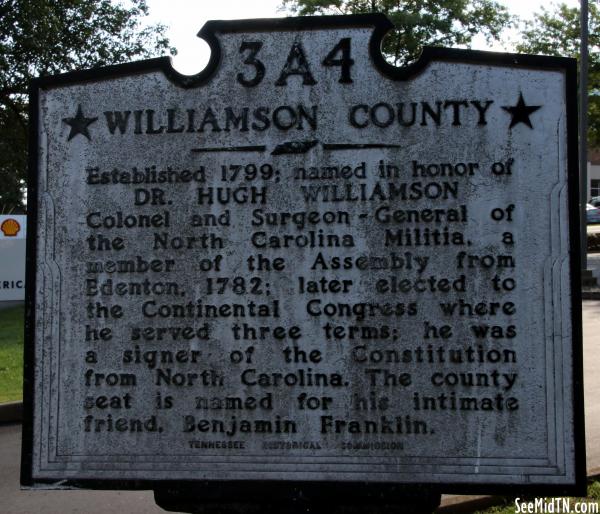 3A4
WILLIAMSON COUNTY
Established 1799; named in honor of
DR. HUGH WILLIAMSON
Colonel and Surgeon-General of
the North Carolina Militia, a
member of the Assembly from
Edenton, 1782; later elected to
the Continental Congress where
he served three terms; he was
a signer of the Constitution
from North Carolina. The county
seat is named for his intimate
friend, Benjamin Franklin.
TENNESSEE HISTORICAL COMMISSION
SeeMidTN.com